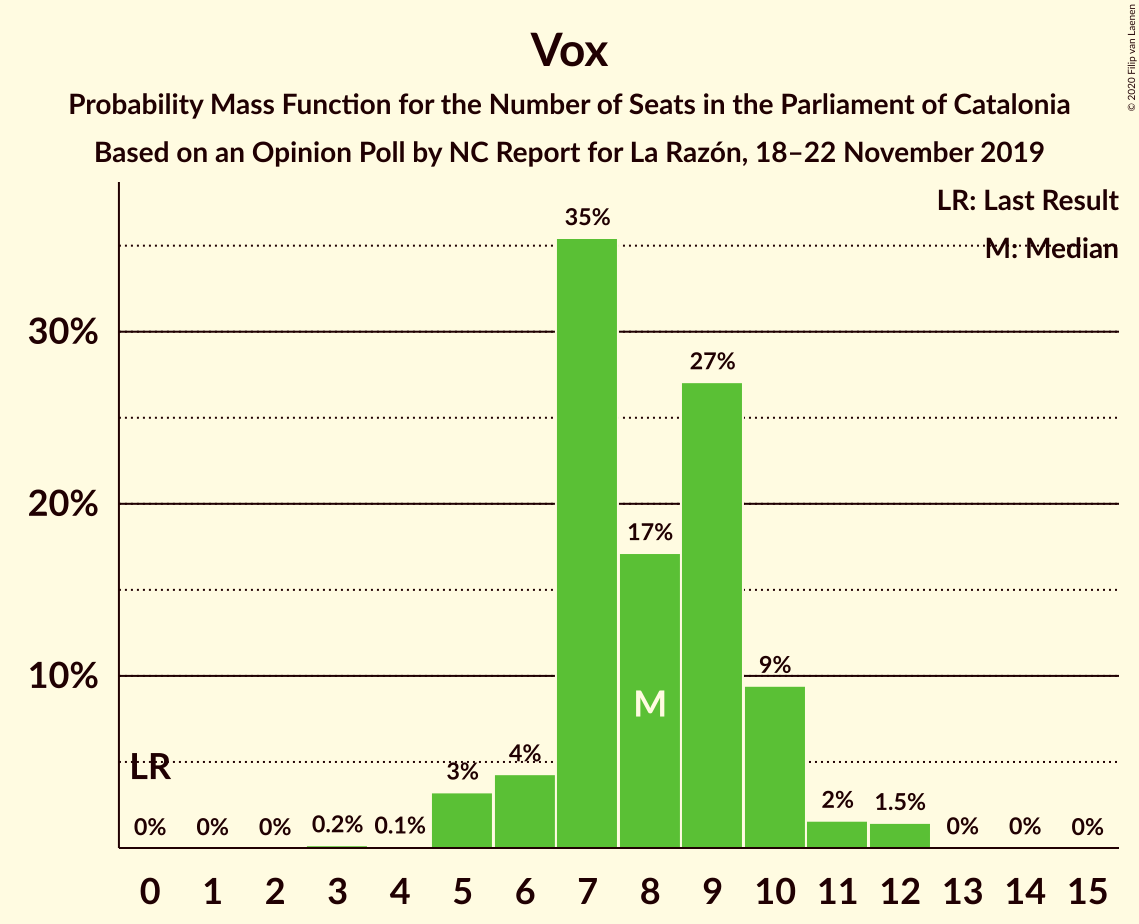 © 2020 Filip van Laenen
Vox
Probability Mass Function for the Number of Seats in the Parliament of Catalonia
Based on an Opinion Poll by NC Report for La Razón, 18–22 November 2019
LR: Last Result
M: Median
35%
30%
27%
20%
17%
10%
9%
M
LR
4%
3%
2%
1.5%
0% 0% 0% 0.2% 0.1% 0% 0% 0%
0 1 2 3 4 5 6 7 8 9 10 11 12 13 14 15